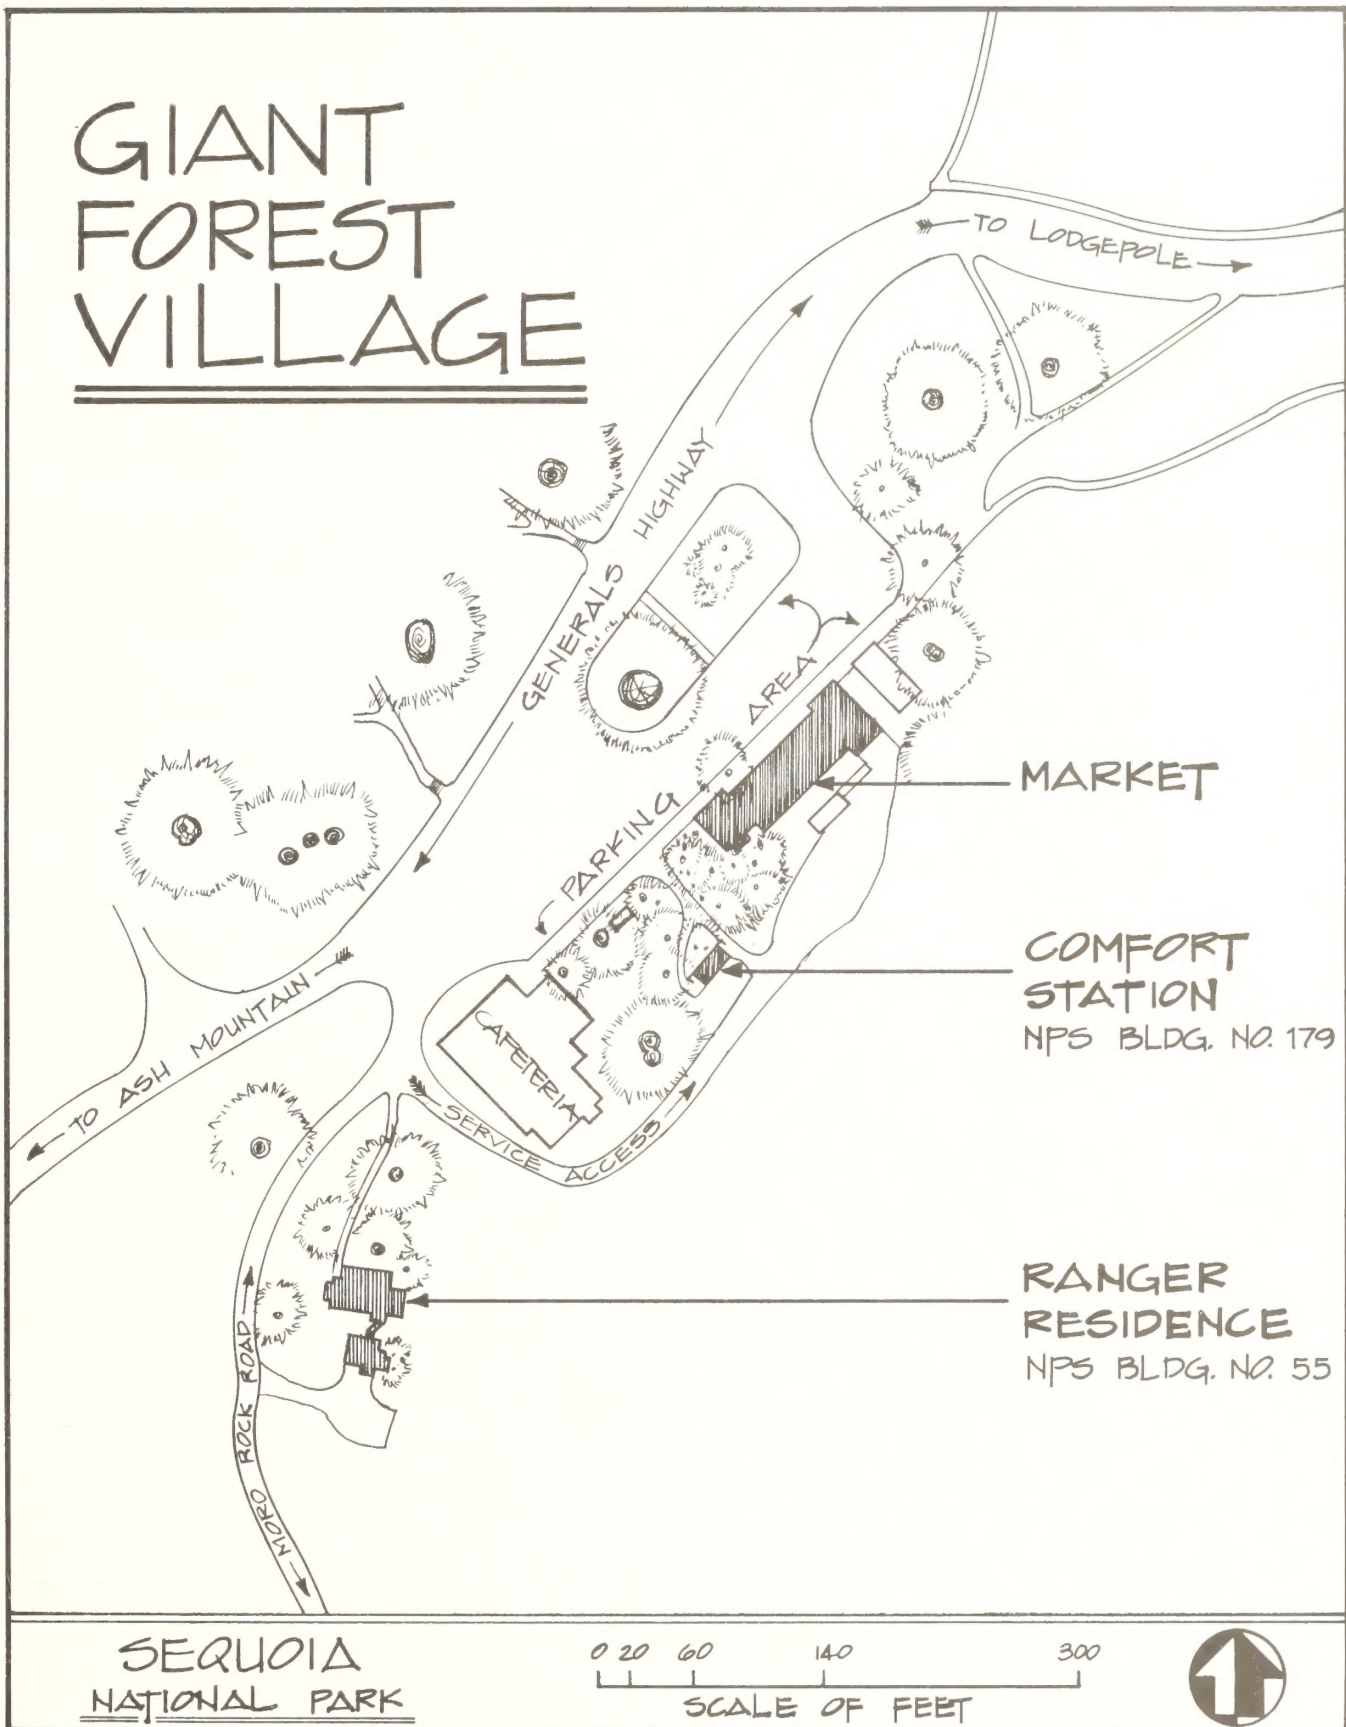 GIANT
FOREST
VILLAGE
TO LODGEPOLE
GENERALS HIGHWAY
PARKING AREA
MARKET
COMFORT
STATION
NPS BLDG. NO. 179
CAFETERIA
TO ASH MOUNTAIN
SERVICE ACCESS
RANGER
RESIDENCE
NPS BLDG. NO. 55
MORO ROCK ROAD
SEQUOIA
NATIONAL PARK
0 20 60 140 300
SCALE OF FEET